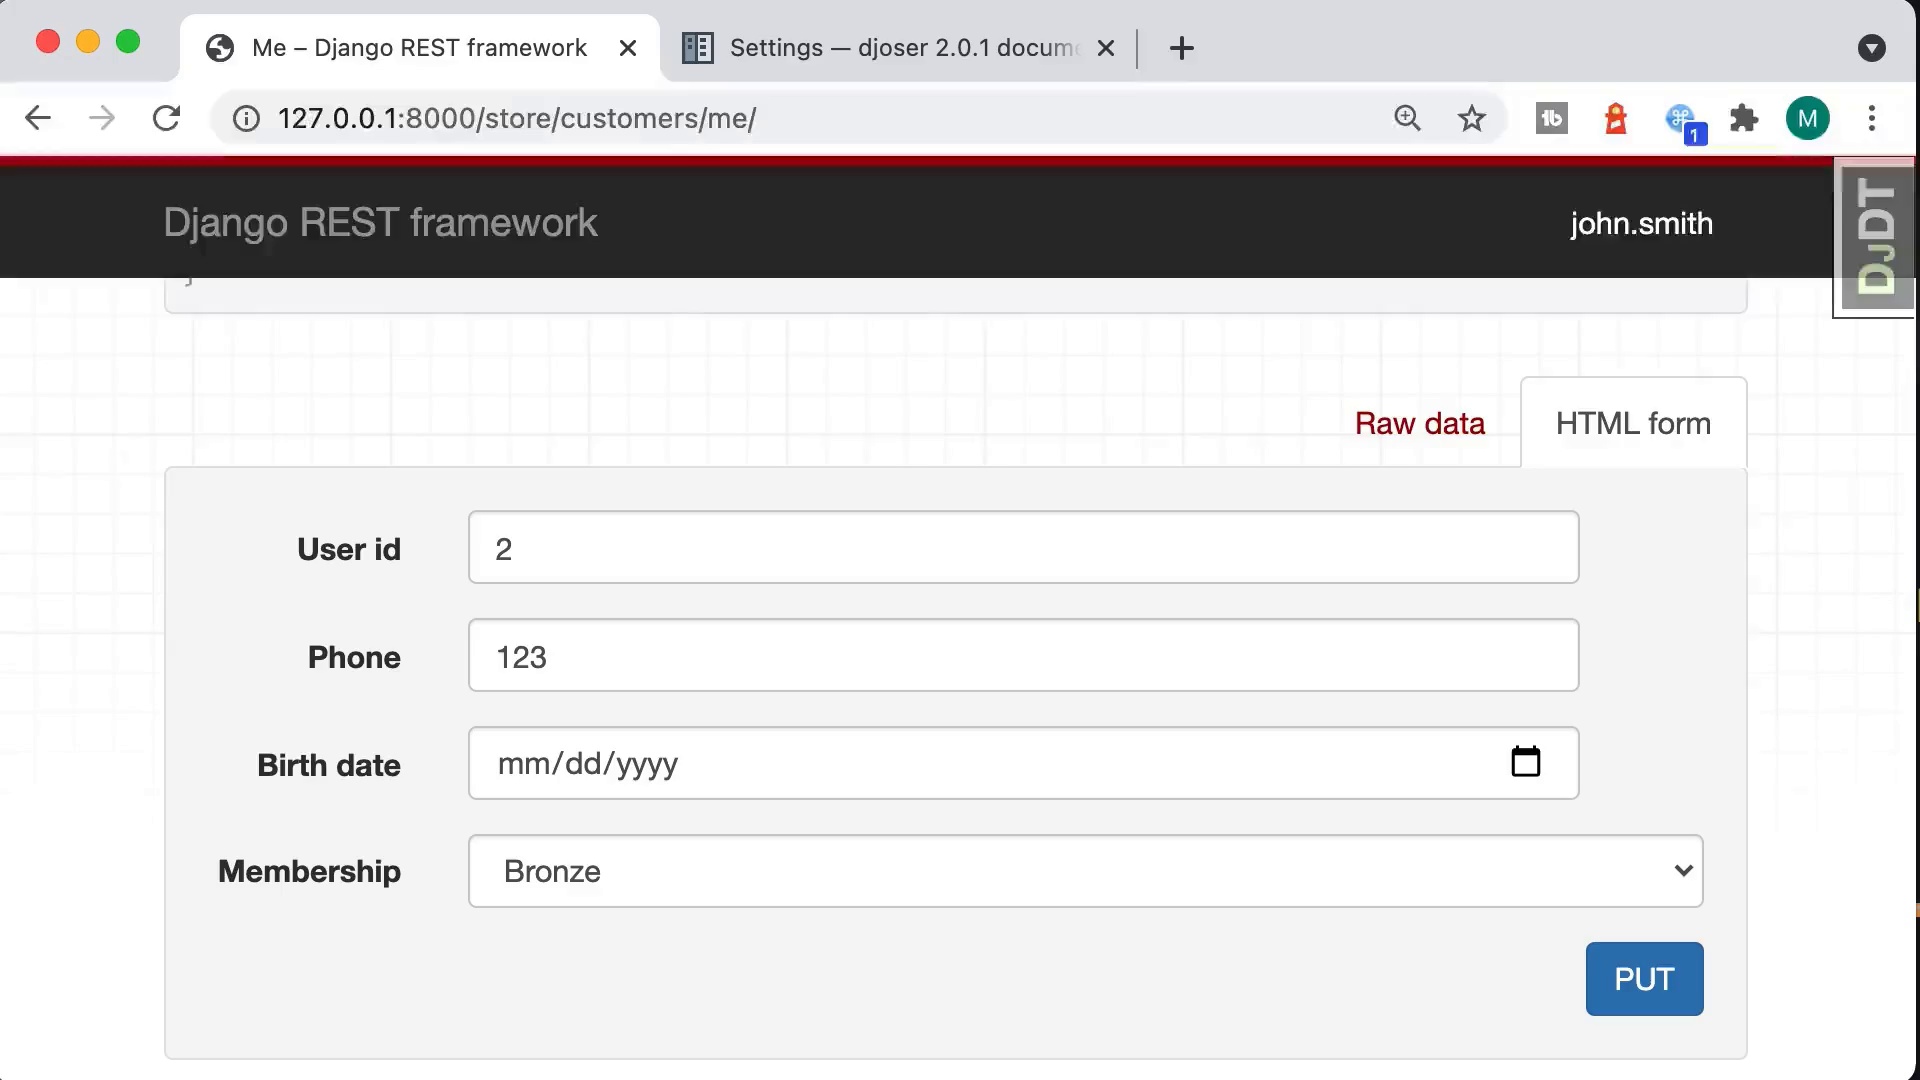 Me – Django REST framework
Settings — djoser 2.0.1 docum
127.0.0.1:8000/store/customers/me/
1
M
Django REST framework
john.smith
DJDT
Raw data
HTML form
User id
2
Phone
123
Birth date
mm/dd/yyyy
Membership
Bronze
PUT